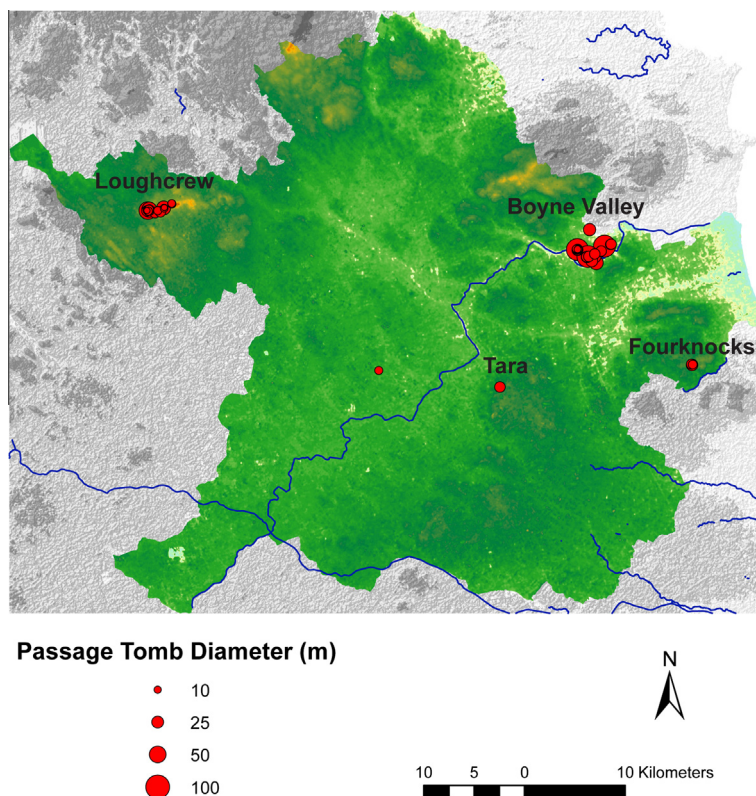 Loughcrew
Boyne Valley
Fourknocks
Tara
Passage Tomb Diameter (m)
10
25
50
100
N
10 5 0 10 Kilometers